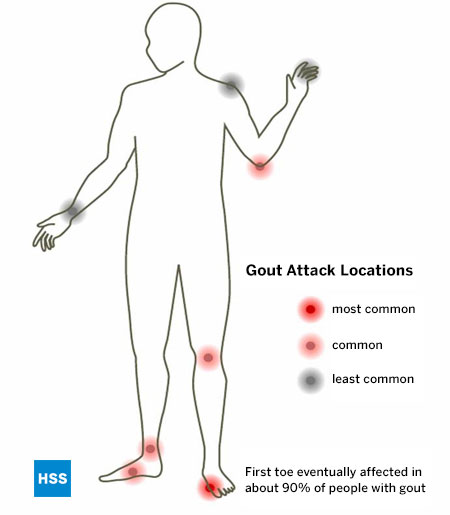 Gout Attack Locations
most common
common
least common
HSS
First toe eventually affected in
about 90% of people with gout